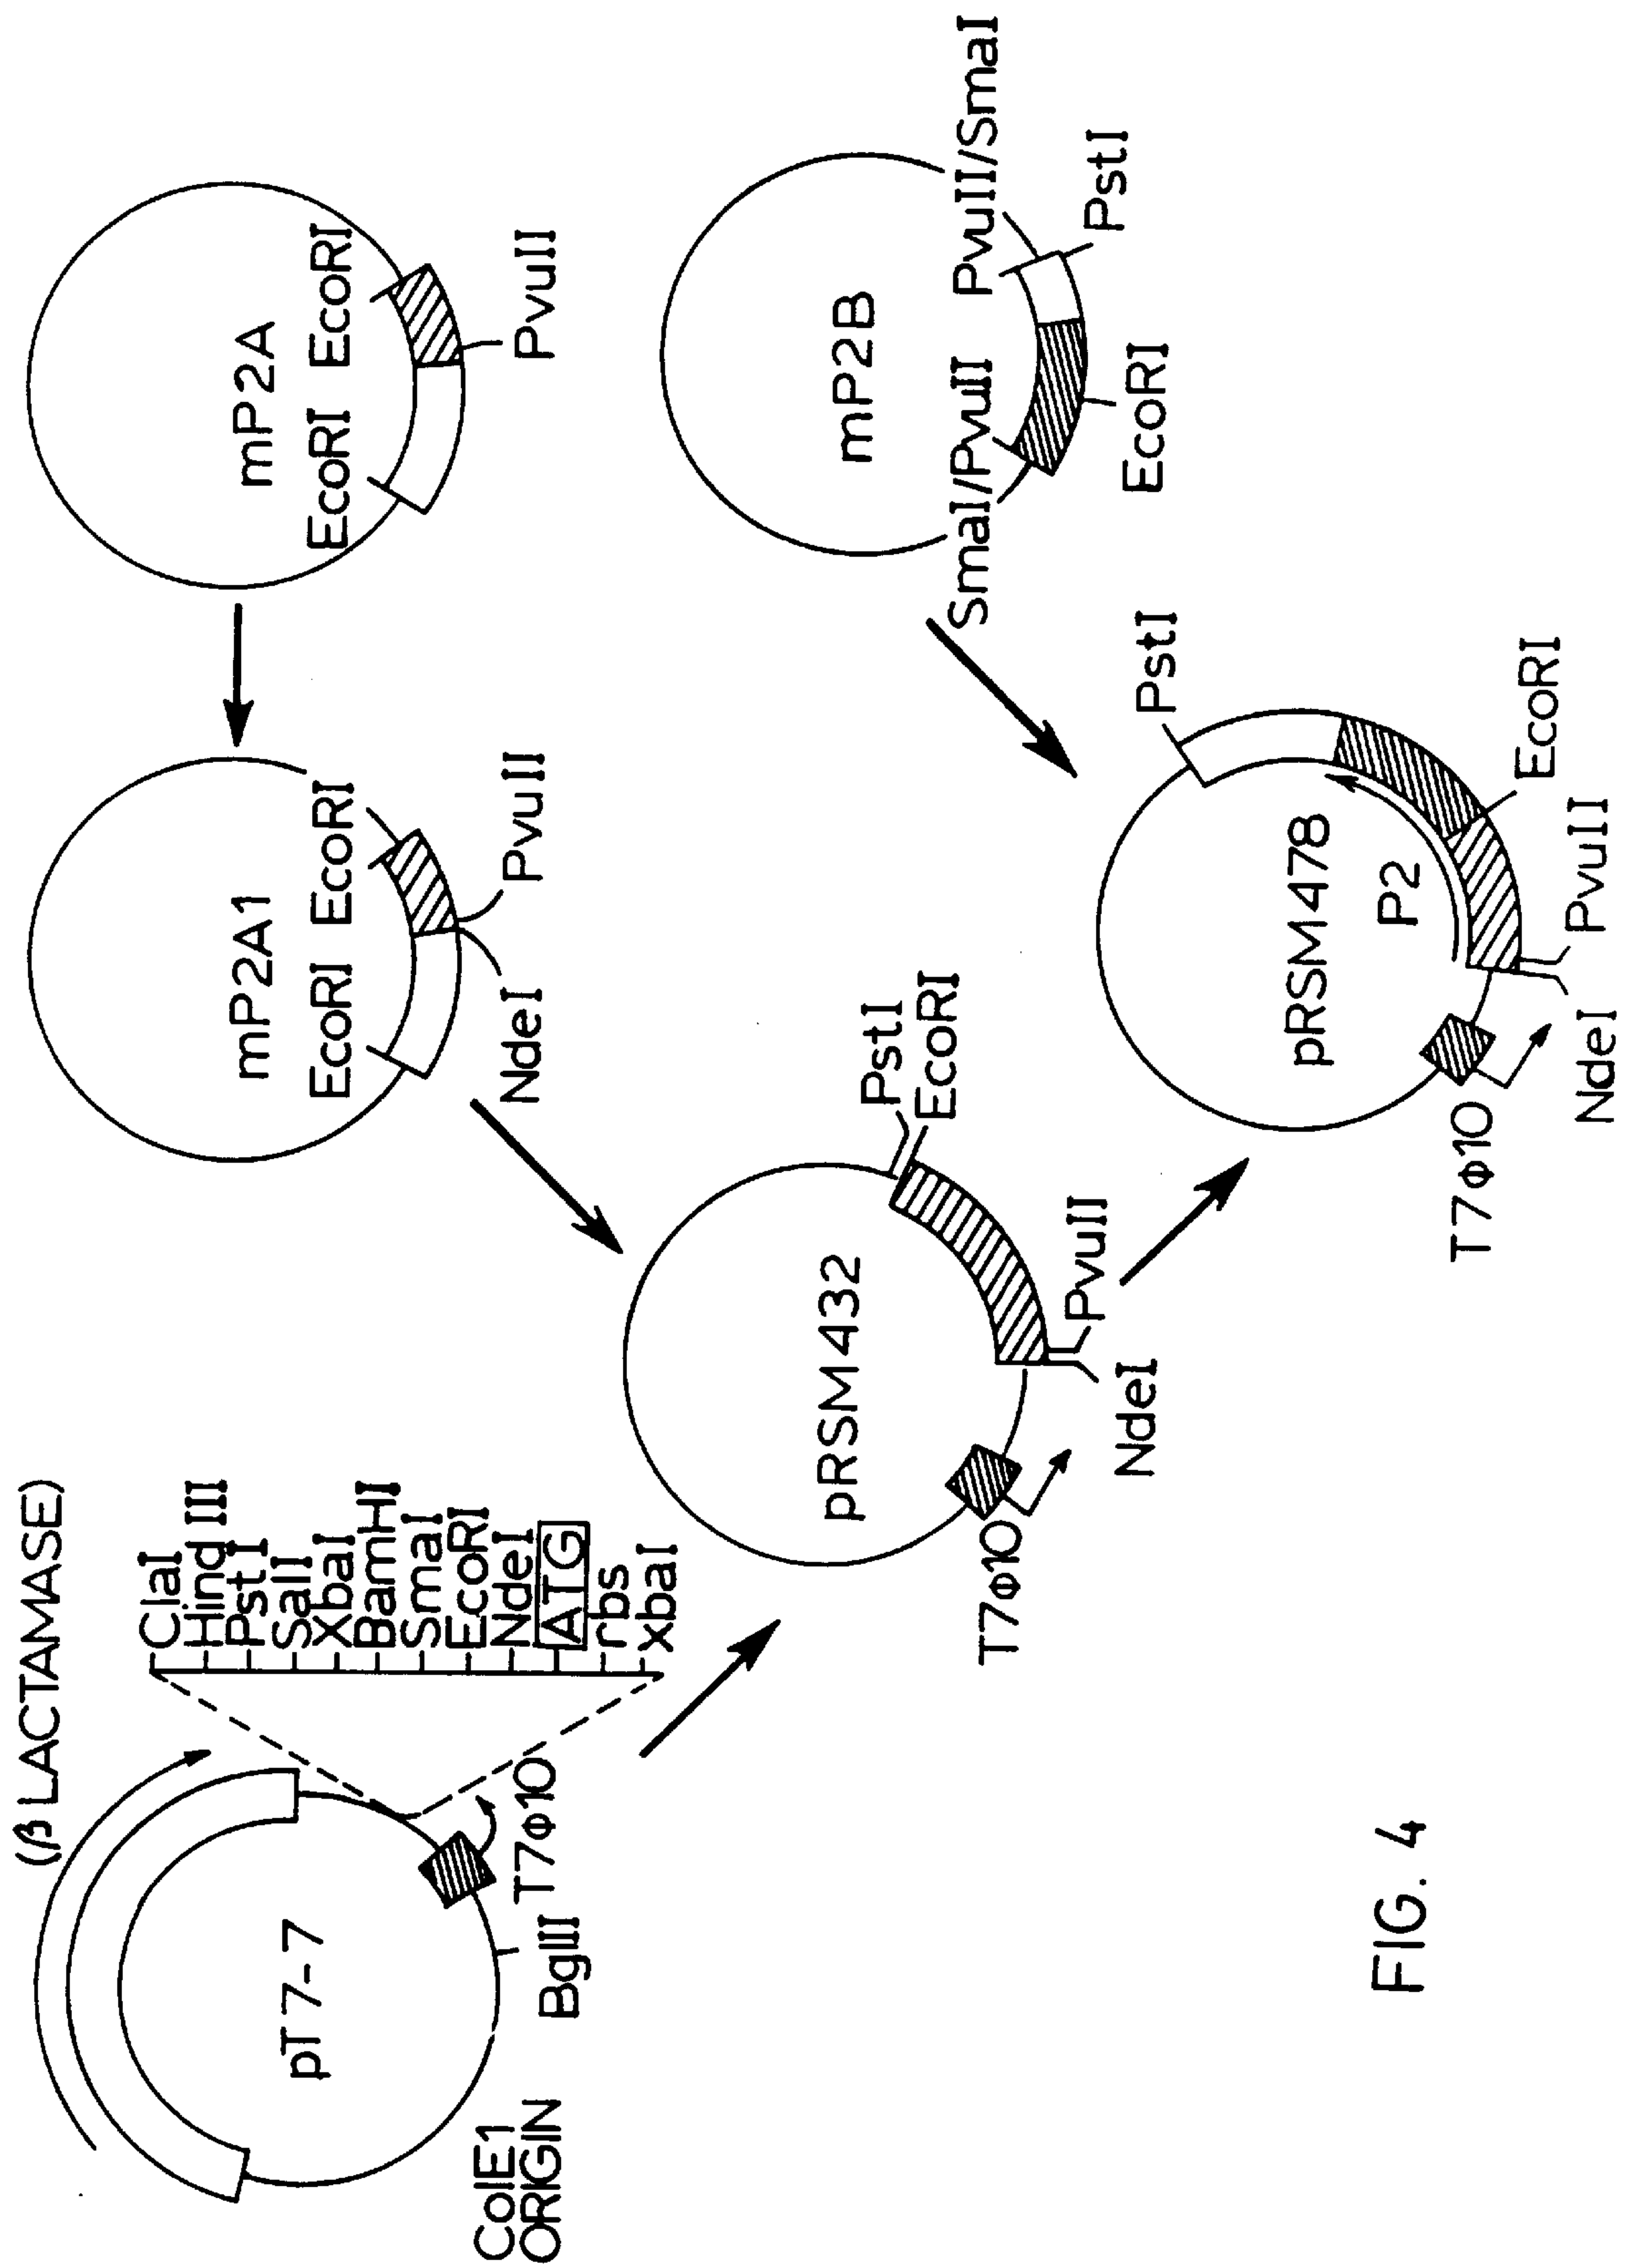 (β LACTAMASE)
pT7-7
ColE1
ORIGIN
BglII
T7Φ10
ClaI
Hind III
Pst I
SalI
XbaI
BamHI
SmaI
EcoRI
NdeI
ATG
rbs
xbaI
mP2A1
EcoRI EcoRI
NdeI
PvuII
mP2A
EcoRI EcoRI
PvuII
pRSM432
T7Φ10
NdeI
PvuII
PstI
EcoRI
mP2B
SmaI/PvuII PvuII/SmaI
EcoRI
PstI
pRSM478
P2
T7Φ10
NdeI
PvuII
EcoRI
PstI
FIG. 4